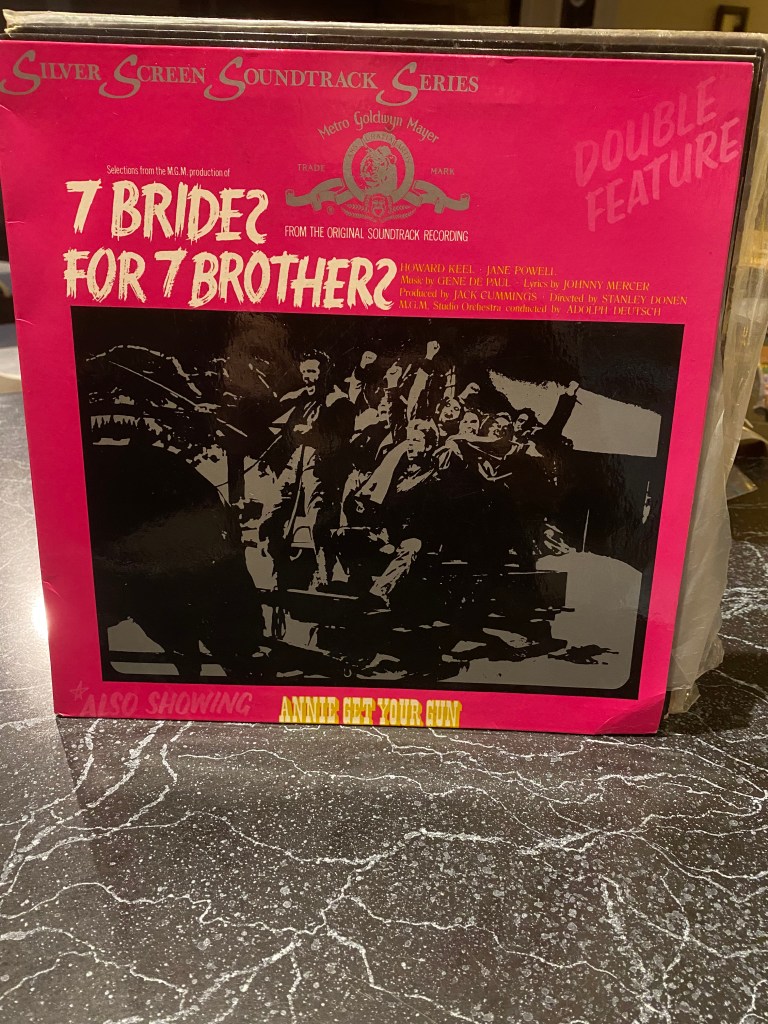 SILVER SCREEN SOUNDTRACK SERIES
DOUBLE
FEATURE
Metro Goldwyn Mayer
TRADE MARK
Selections from the M.G.M. production of
7 BRIDES
FROM THE ORIGINAL SOUNDTRACK RECORDING
FOR 7 BROTHERS
HOWARD KEEL · JANE POWELL
Music by GENE DE PAUL · Lyrics by JOHNNY MERCER
Produced by JACK CUMMINGS · Directed by STANLEY DONEN
M.G.M. Studio Orchestra conducted by ADOLPH DEUTSCH
ALSO SHOWING ANNIE GET YOUR GUN